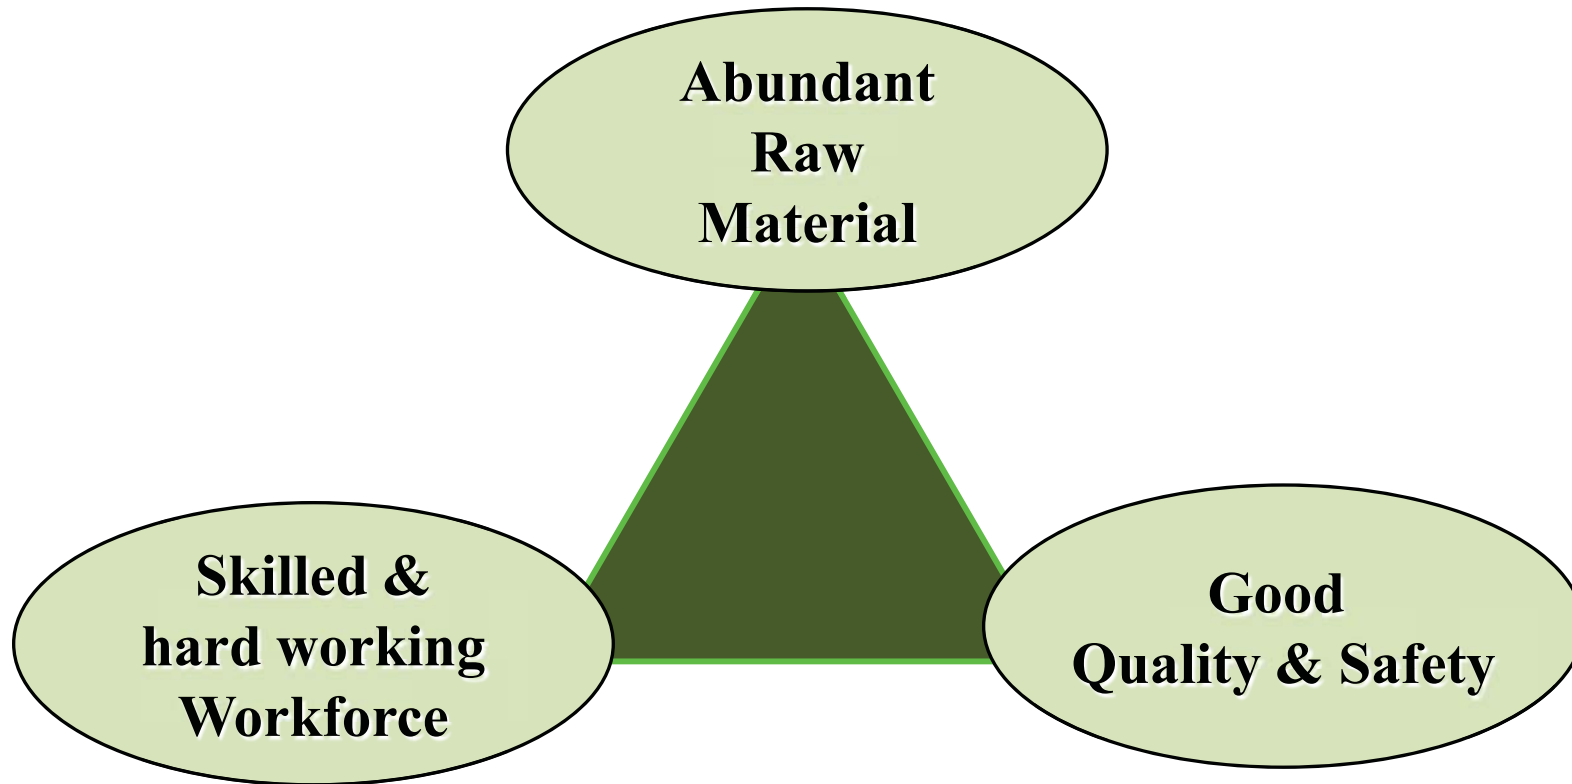 Abundant
Raw
Material
Skilled &
hard working
Workforce
Good
Quality & Safety